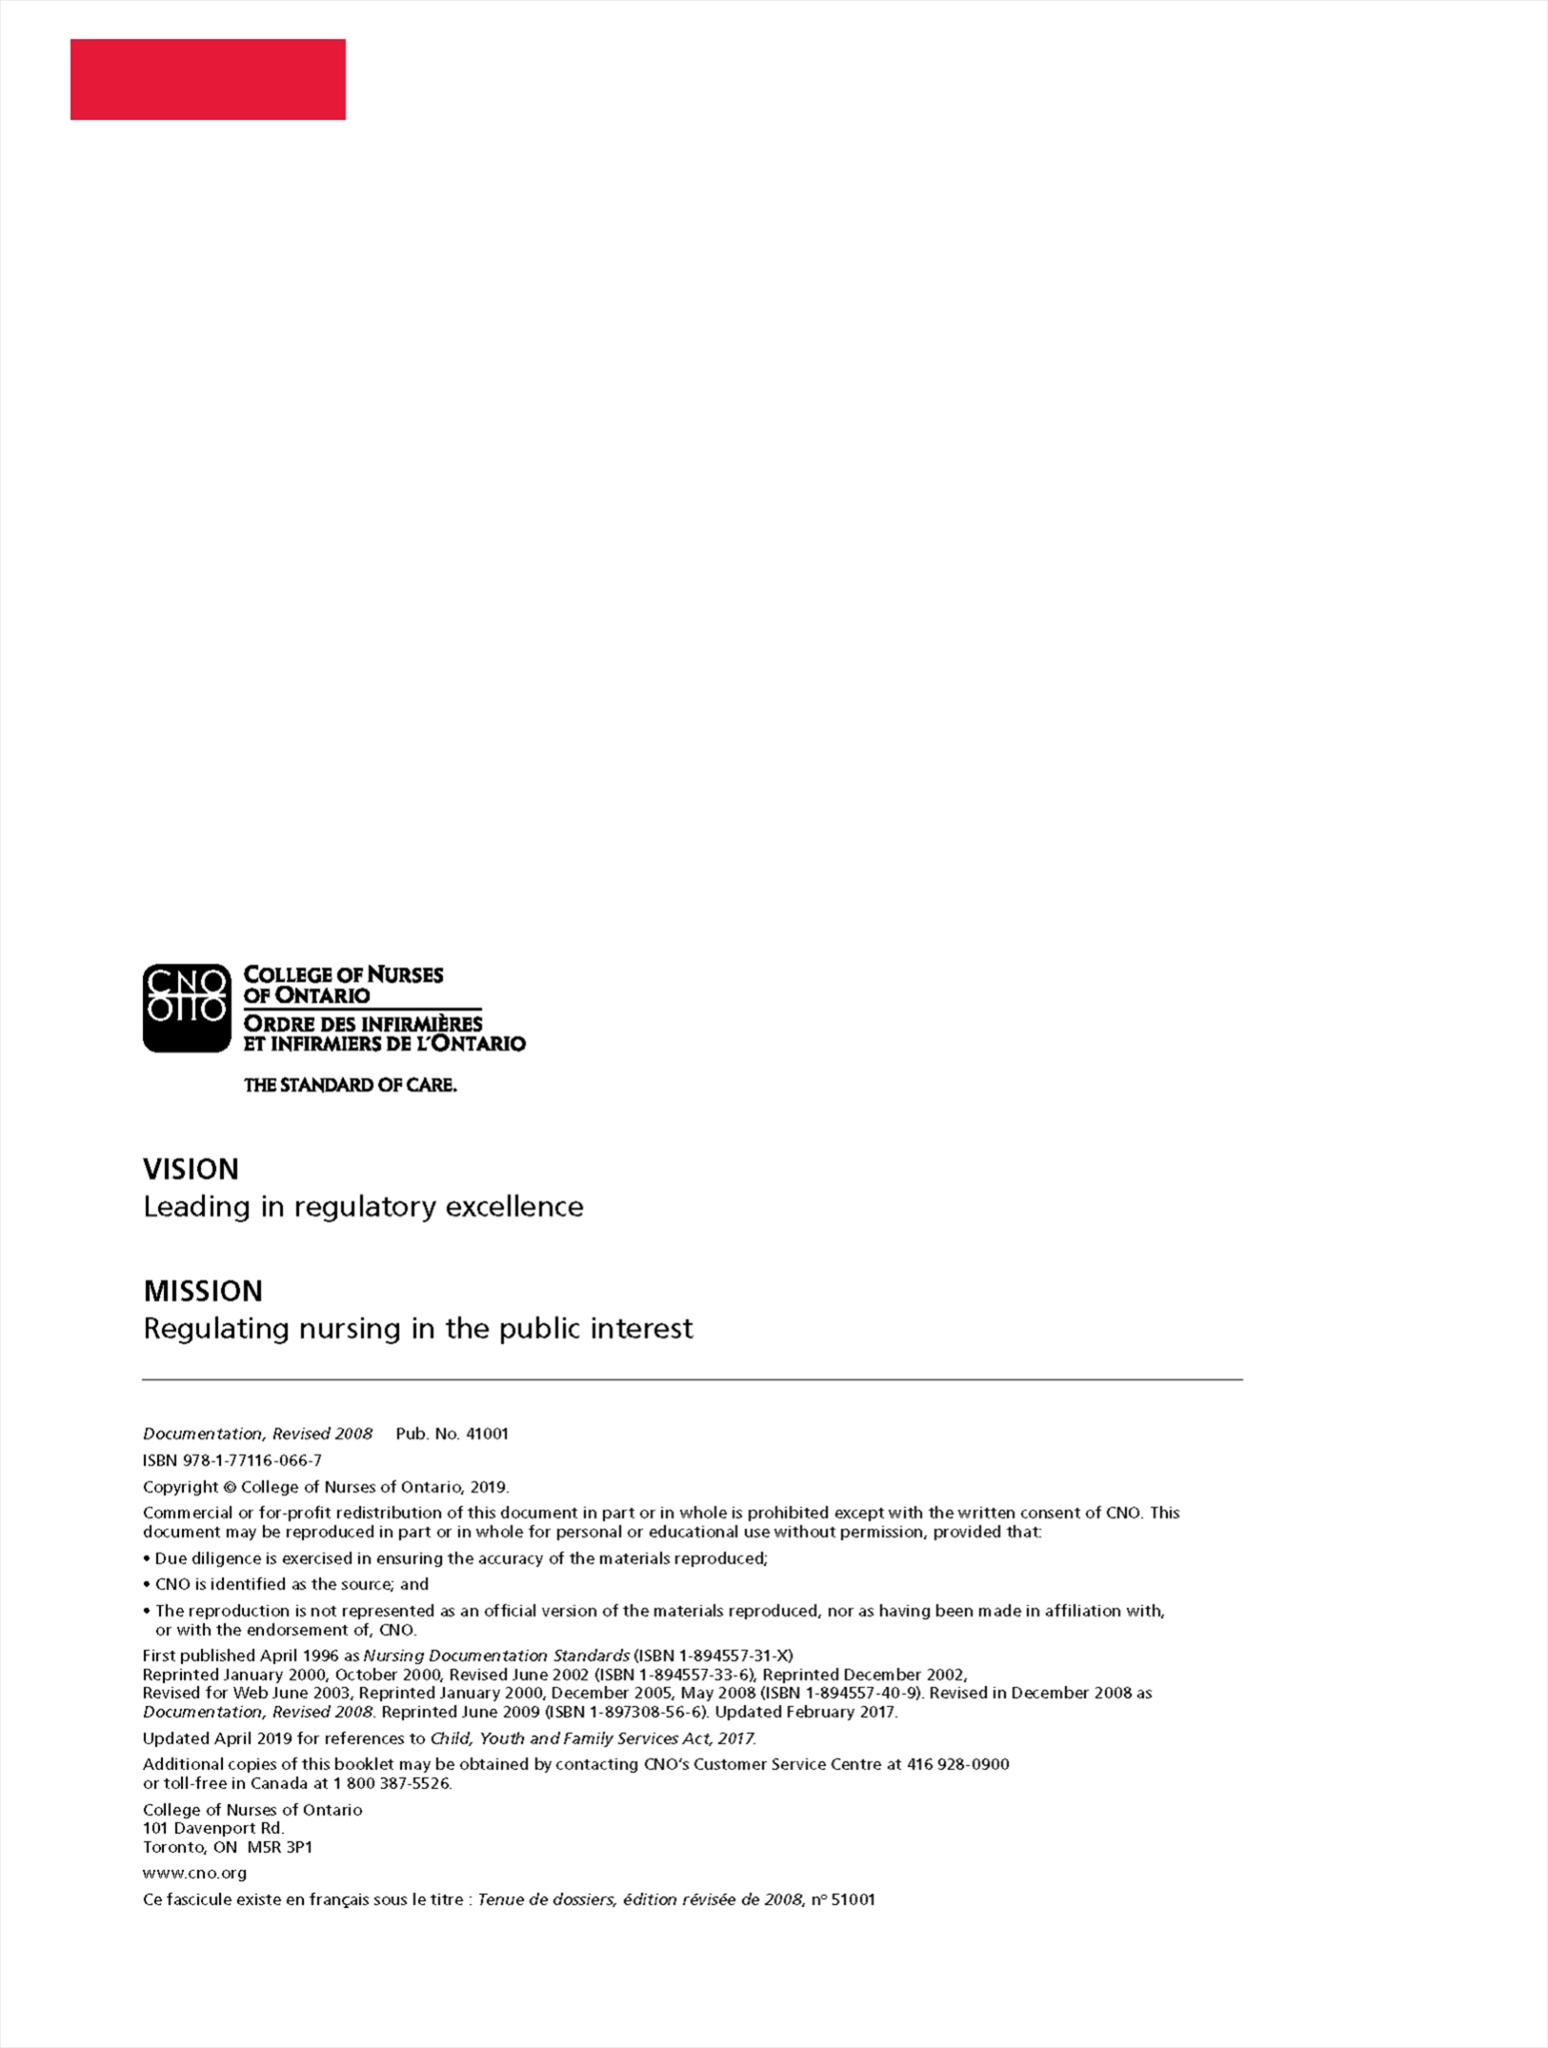 CNO
OIIO
COLLEGE OF NURSES
OF ONTARIO
ORDRE DES INFIRMIÈRES
ET INFIRMIERS DE L'ONTARIO
THE STANDARD OF CARE.
VISION
Leading in regulatory excellence
MISSION
Regulating nursing in the public interest
Documentation, Revised 2008 Pub. No. 41001
ISBN 978-1-77116-066-7
Copyright © College of Nurses of Ontario, 2019.
Commercial or for-profit redistribution of this document in part or in whole is prohibited except with the written consent of CNO. This
document may be reproduced in part or in whole for personal or educational use without permission, provided that:
• Due diligence is exercised in ensuring the accuracy of the materials reproduced;
• CNO is identified as the source; and
• The reproduction is not represented as an official version of the materials reproduced, nor as having been made in affiliation with,
or with the endorsement of, CNO.
First published April 1996 as Nursing Documentation Standards (ISBN 1-894557-31-X)
Reprinted January 2000, October 2000, Revised June 2002 (ISBN 1-894557-33-6), Reprinted December 2002,
Revised for Web June 2003, Reprinted January 2000, December 2005, May 2008 (ISBN 1-894557-40-9). Revised in December 2008 as
Documentation, Revised 2008. Reprinted June 2009 (ISBN 1-897308-56-6). Updated February 2017.
Updated April 2019 for references to Child, Youth and Family Services Act, 2017.
Additional copies of this booklet may be obtained by contacting CNO's Customer Service Centre at 416 928-0900
or toll-free in Canada at 1 800 387-5526.
College of Nurses of Ontario
101 Davenport Rd.
Toronto, ON M5R 3P1
www.cno.org
Ce fascicule existe en français sous le titre : Tenue de dossiers, édition révisée de 2008, n° 51001